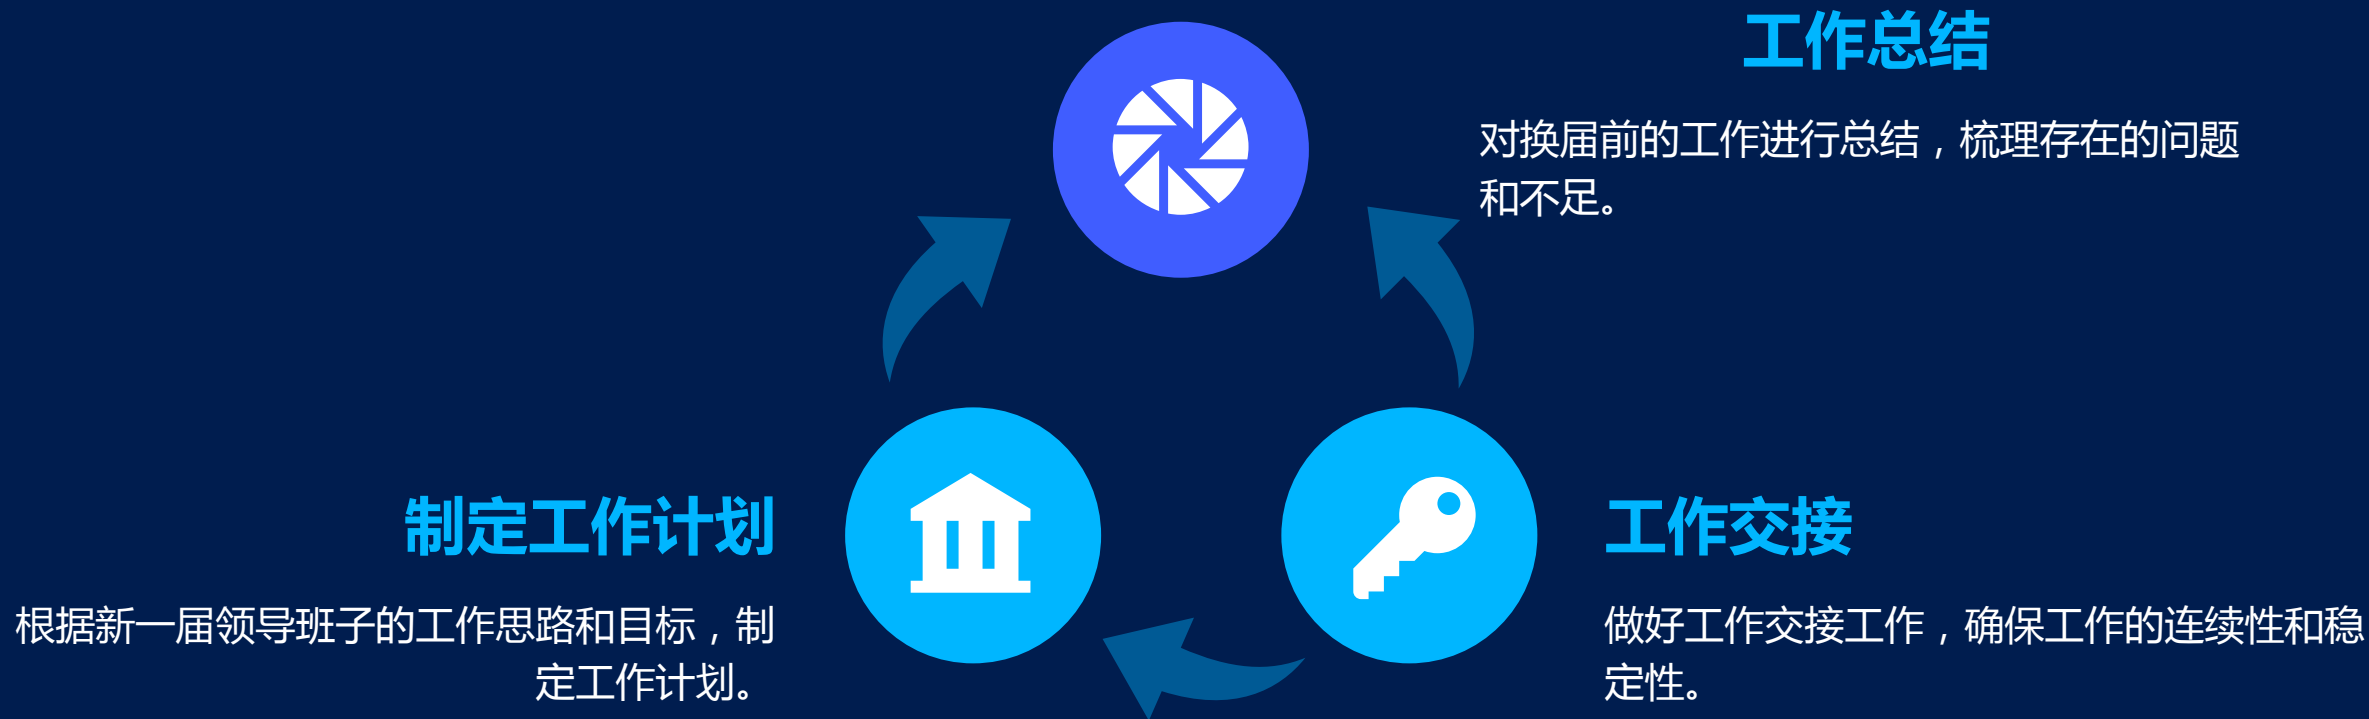 工作总结
对换届前的工作进行总结，梳理存在的问题
和不足。
制定工作计划
根据新一届领导班子的工作思路和目标，制
定工作计划。
工作交接
做好工作交接工作，确保工作的连续性和稳
定性。